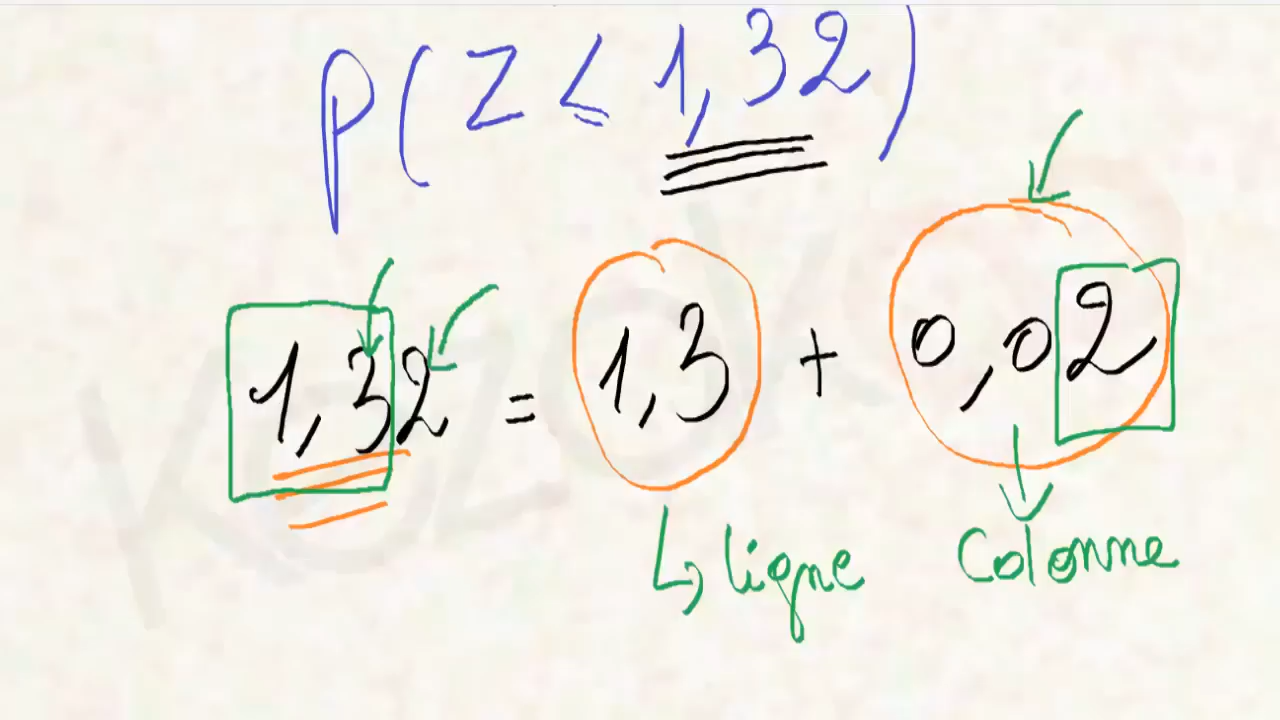 P(Z ≤ 1,32)
1,32 = 1,3 + 0,02
↳ ligne Colonne